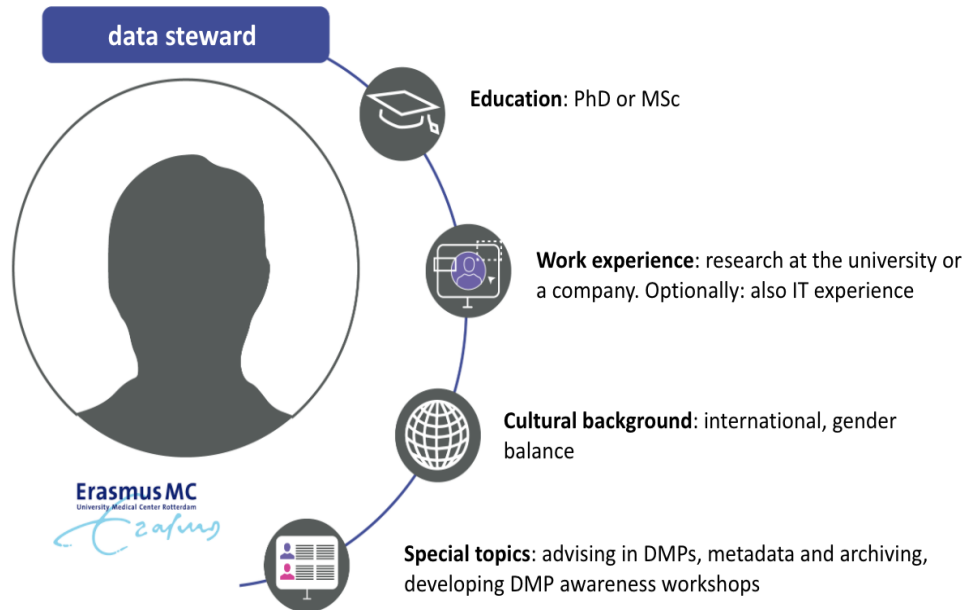 data steward
Education: PhD or MSc
Work experience: research at the university or
a company. Optionally: also IT experience
Cultural background: international, gender
balance
Erasmus MC
University Medical Center Rotterdam
Erasmus
Special topics: advising in DMPs, metadata and archiving,
developing DMP awareness workshops